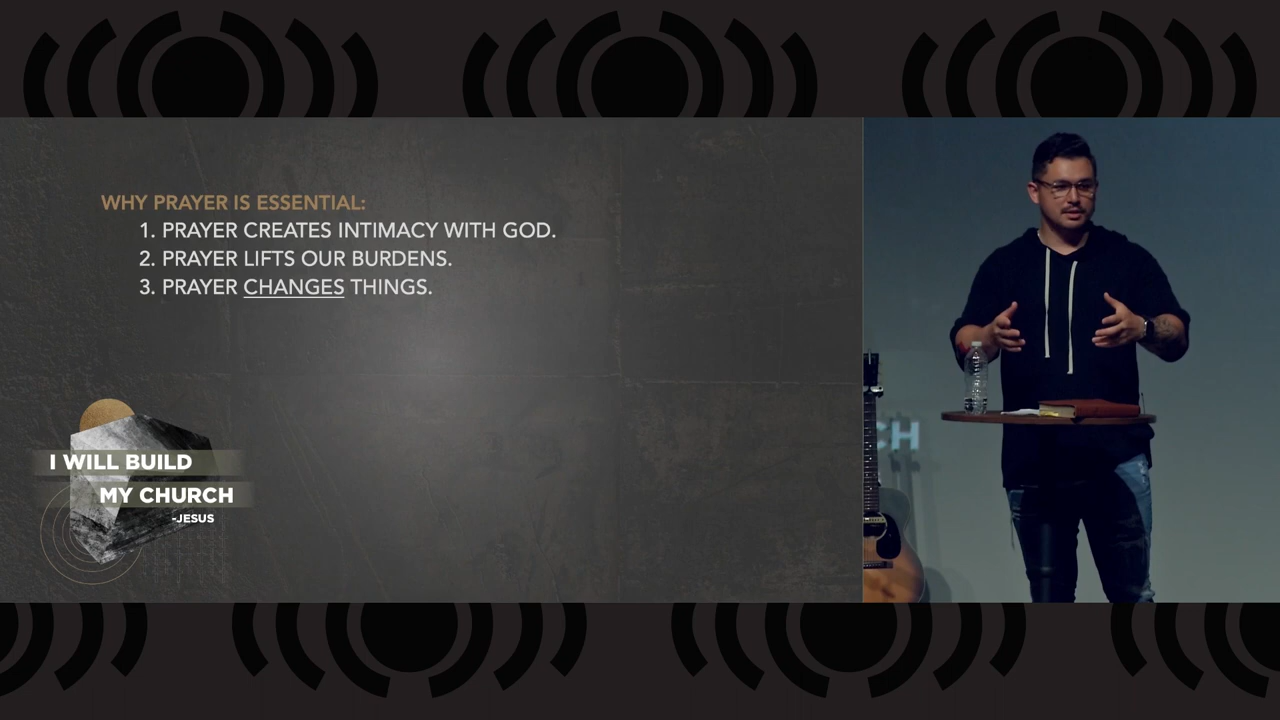 WHY PRAYER IS ESSENTIAL:
1. PRAYER CREATES INTIMACY WITH GOD.
2. PRAYER LIFTS OUR BURDENS.
3. PRAYER CHANGES THINGS.
I WILL BUILD
MY CHURCH
-JESUS
CH